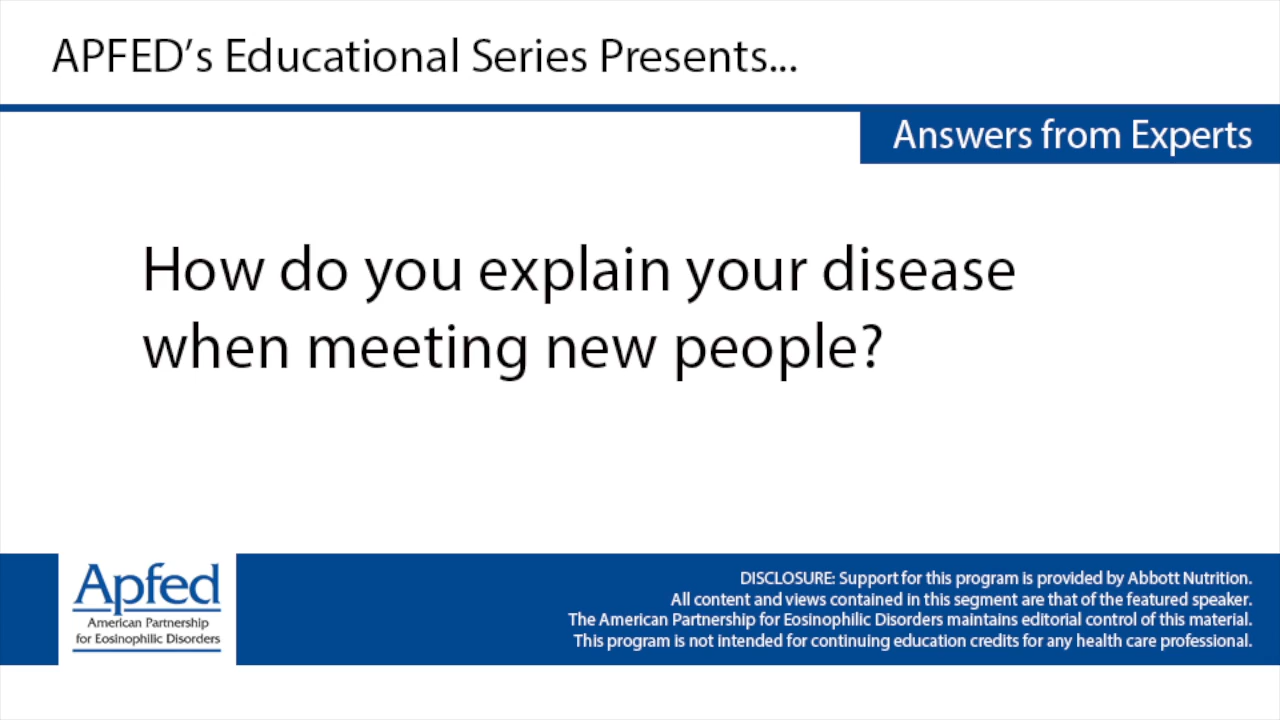 APFED’s Educational Series Presents...
Answers from Experts
How do you explain your disease
when meeting new people?
Apfed
American Partnership
for Eosinophilic Disorders
DISCLOSURE: Support for this program is provided by Abbott Nutrition.
All content and views contained in this segment are that of the featured speaker.
The American Partnership for Eosinophilic Disorders maintains editorial control of this material.
This program is not intended for continuing education credits for any health care professional.